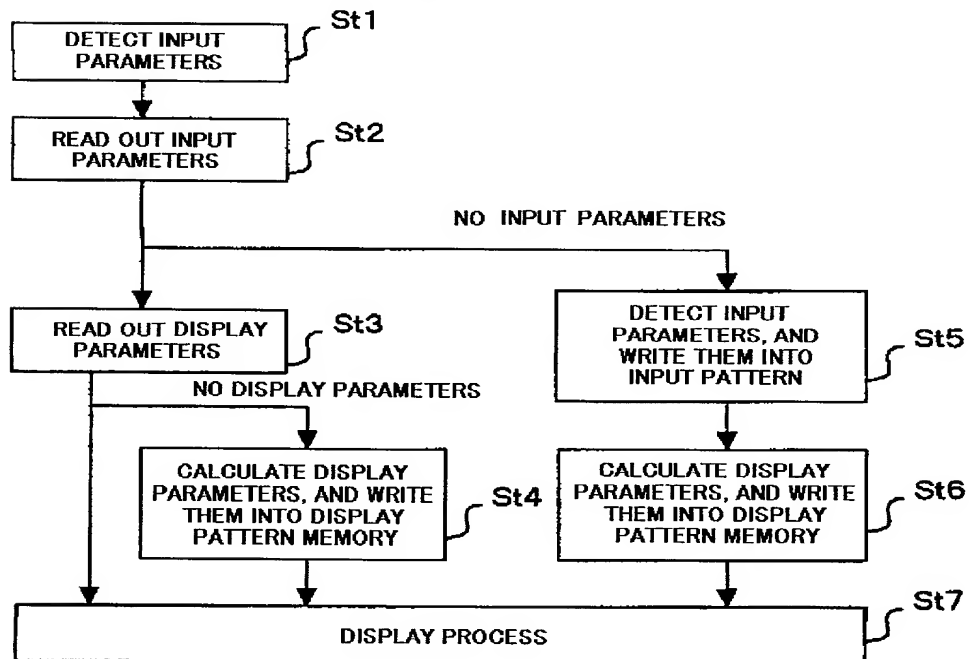 DETECT INPUT
PARAMETERS
St1
READ OUT INPUT
PARAMETERS
St2
NO INPUT PARAMETERS
READ OUT DISPLAY
PARAMETERS
St3
DETECT INPUT
PARAMETERS, AND
WRITE THEM INTO
INPUT PATTERN
St5
NO DISPLAY PARAMETERS
CALCULATE DISPLAY
PARAMETERS, AND WRITE
THEM INTO DISPLAY
PATTERN MEMORY
St4
CALCULATE DISPLAY
PARAMETERS, AND WRITE
THEM INTO DISPLAY
PATTERN MEMORY
St6
DISPLAY PROCESS
St7